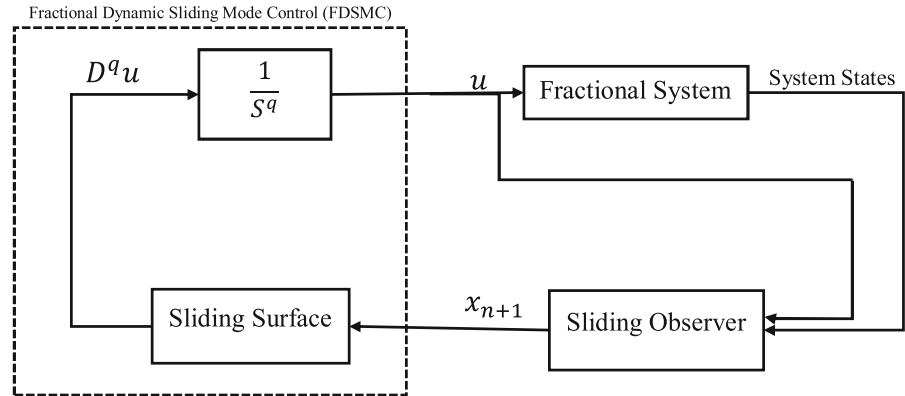 Fractional Dynamic Sliding Mode Control (FDSMC)
D^q u
1
S^q
u
Fractional System
System States
Sliding Surface
x_{n+1}
Sliding Observer